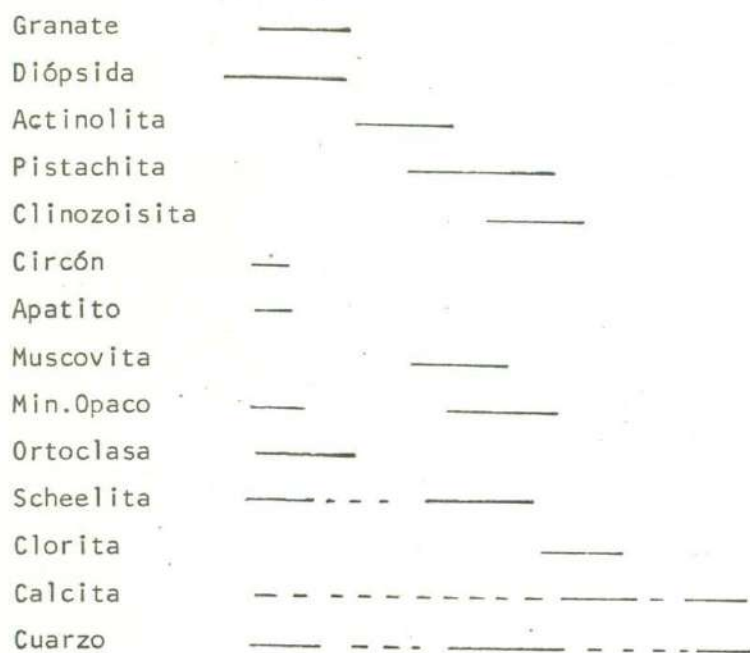 Granate
Diópsida
Actinolita
Pistachita
Clinozoisita
Circón
Apatito
Muscovita
Min.Opaco
Ortoclasa
Scheelita
Clorita
Calcita
Cuarzo